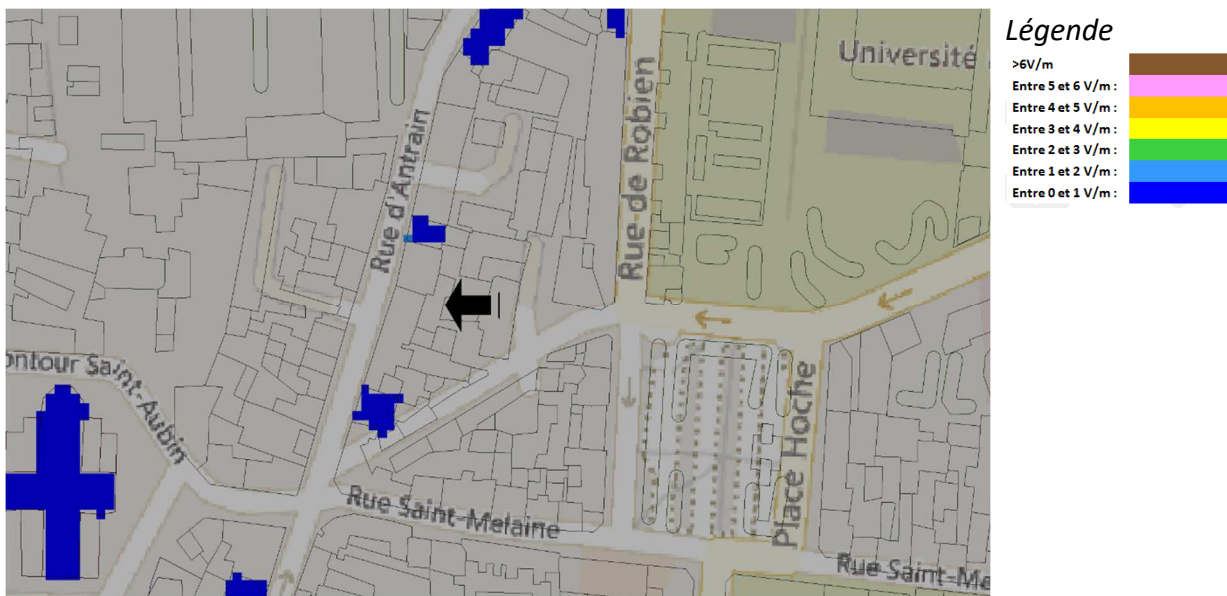 Légende
>6V/m
Entre 5 et 6 V/m :
Entre 4 et 5 V/m :
Entre 3 et 4 V/m :
Entre 2 et 3 V/m :
Entre 1 et 2 V/m :
Entre 0 et 1 V/m :
Université
Rue de Robien
Rue d'Antrain
ontour Saint-Aubin
Rue Saint-Melaine
Place Hoche
Rue Saint-Me